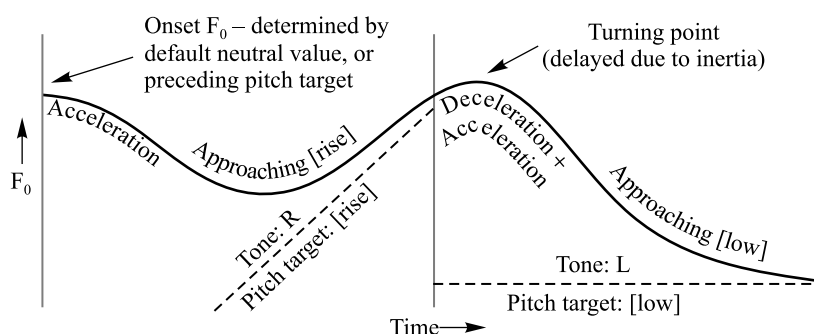 Onset F₀ – determined by
default neutral value, or
preceding pitch target
Turning point
(delayed due to inertia)
Acceleration
Approaching [rise]
Deceleration +
Acceleration
Approaching [low]
F₀
Tone: R
Pitch target: [rise]
Tone: L
Pitch target: [low]
Time